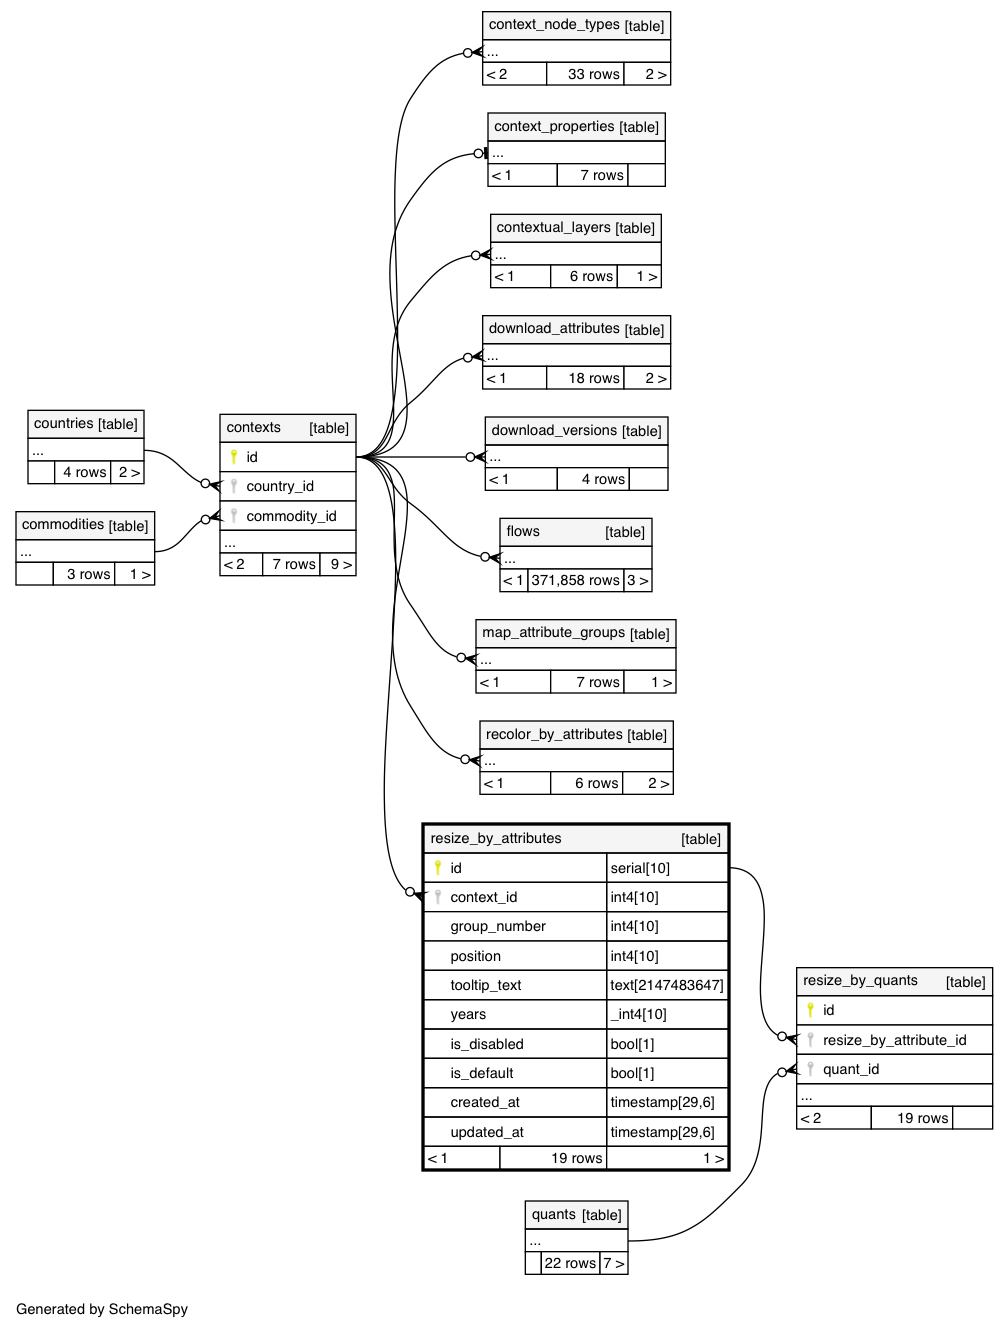 context_node_types [table]
...
< 2 33 rows 2 >
context_properties [table]
...
< 1 7 rows
contextual_layers [table]
...
< 1 6 rows 1 >
download_attributes [table]
...
< 1 18 rows 2 >
countries [table]
...
4 rows 2 >
commodities [table]
...
3 rows 1 >
contexts [table]
id
country_id
commodity_id
...
< 2 7 rows 9 >
download_versions [table]
...
< 1 4 rows
flows [table]
...
< 1 371,858 rows 3 >
map_attribute_groups [table]
...
< 1 7 rows 1 >
recolor_by_attributes [table]
...
< 1 6 rows 2 >
resize_by_attributes [table]
id serial[10]
context_id int4[10]
group_number int4[10]
position int4[10]
tooltip_text text[2147483647]
years _int4[10]
is_disabled bool[1]
is_default bool[1]
created_at timestamp[29,6]
updated_at timestamp[29,6]
< 1 19 rows 1 >
resize_by_quants [table]
id
resize_by_attribute_id
quant_id
...
< 2 19 rows
quants [table]
...
22 rows 7 >
Generated by SchemaSpy